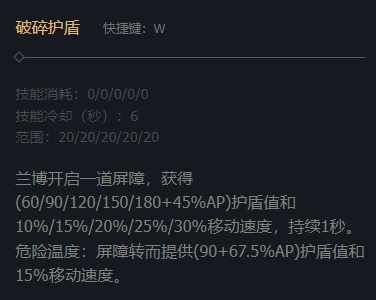 破碎护盾 快捷键：W
技能消耗：0/0/0/0/0
技能冷却（秒）：6
范围：20/20/20/20/20
兰博开启一道屏障，获得
(60/90/120/150/180+45%AP)护盾值和
10%/15%/20%/25%/30%移动速度，持续1秒。
危险温度：屏障转而提供(90+67.5%AP)护盾值和
15%移动速度。